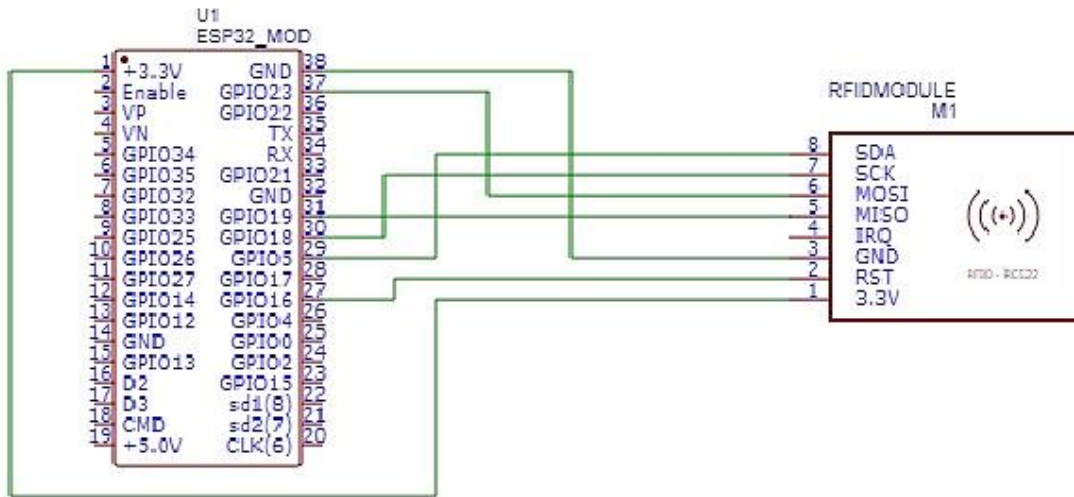 U1
ESP32_MOD
1 +3.3V GND 38
2 Enable GPIO23 37
3 VP GPIO22 36
4 VN TX 35
5 GPIO34 RX 34
6 GPIO35 GPIO21 33
7 GPIO32 GND 32
8 GPIO33 GPIO19 31
9 GPIO25 GPIO18 30
10 GPIO26 GPIO5 29
11 GPIO27 GPIO17 28
12 GPIO14 GPIO16 27
13 GPIO12 GPIO4 26
14 GND GPIO0 25
15 GPIO13 GPIO2 24
16 D2 GPIO15 23
17 D3 sd1(8) 22
18 CMD sd2(7) 21
19 +5.0V CLK(6) 20
RFIDMODULE
M1
8 SDA
7 SCK
6 MOSI
5 MISO
4 IRQ
3 GND
2 RST
1 3.3V
RFID - RC522